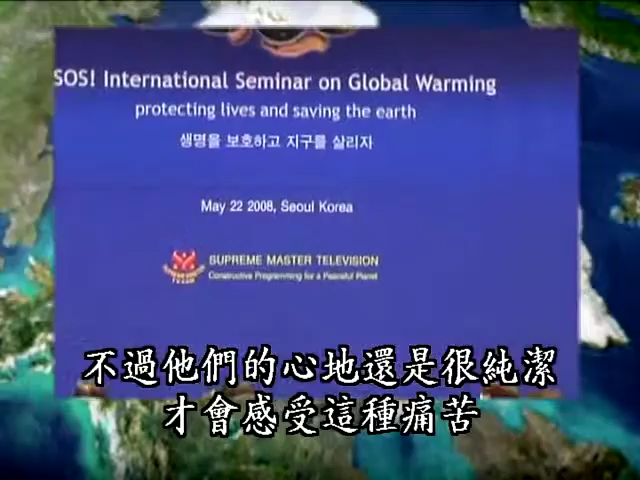 SOS! International Seminar on Global Warming
protecting lives and saving the earth
생명을 보호하고 지구를 살리자
May 22 2008, Seoul Korea
SUPREME MASTER TELEVISION
Constructive Programming for a Peaceful Planet
不過他們的心地還是很純潔
才會感受這種痛苦